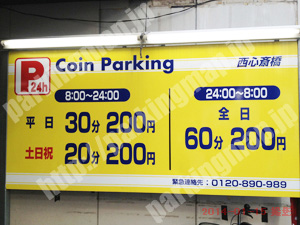 P 24h
Coin Parking 西心斎橋
8:00~24:00
平日 30分 200円
土日祝 20分 200円
24:00~8:00
全日
60分 200円
緊急連絡先：0120-890-989